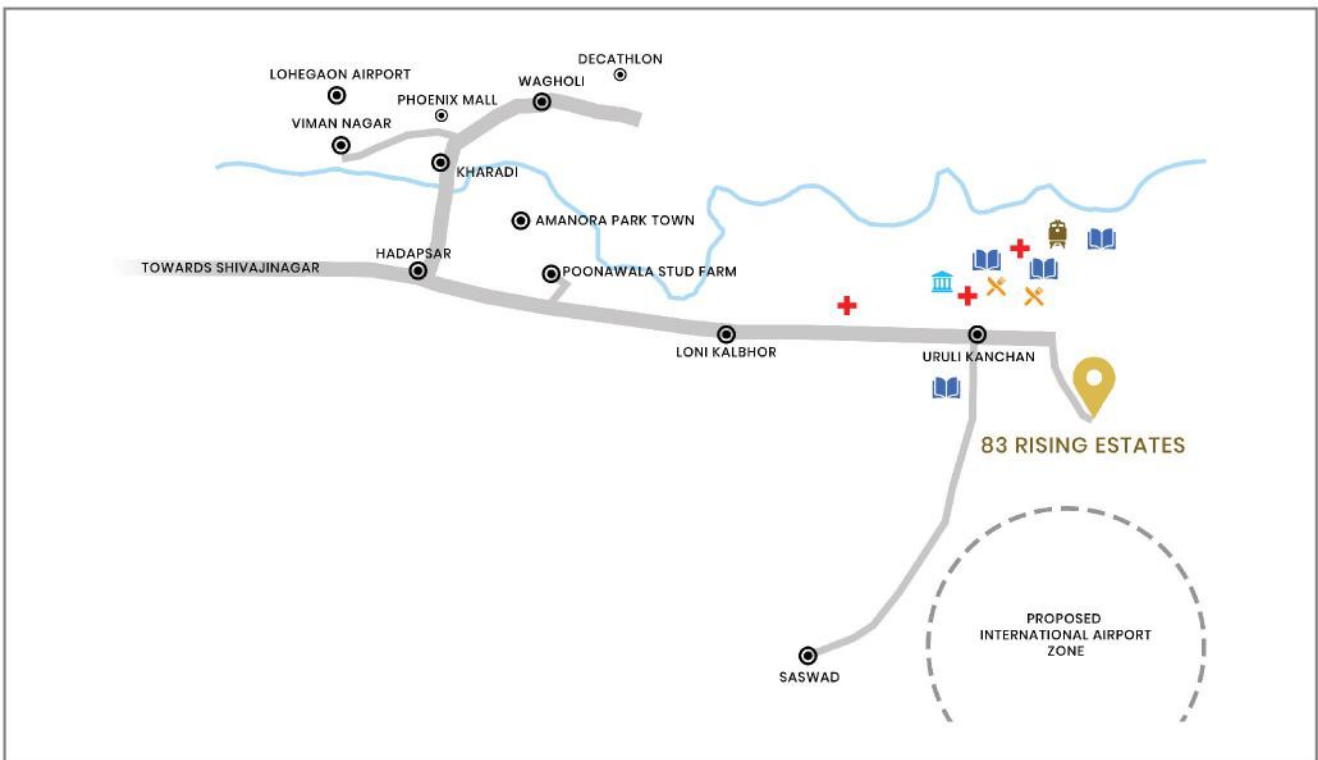 DECATHLON
LOHEGAON AIRPORT
WAGHOLI
PHOENIX MALL
VIMAN NAGAR
KHARADI
AMANORA PARK TOWN
HADAPSAR
TOWARDS SHIVAJINAGAR
POONAWALA STUD FARM
LONI KALBHOR
URULI KANCHAN
83 RISING ESTATES
PROPOSED
INTERNATIONAL AIRPORT
ZONE
SASWAD